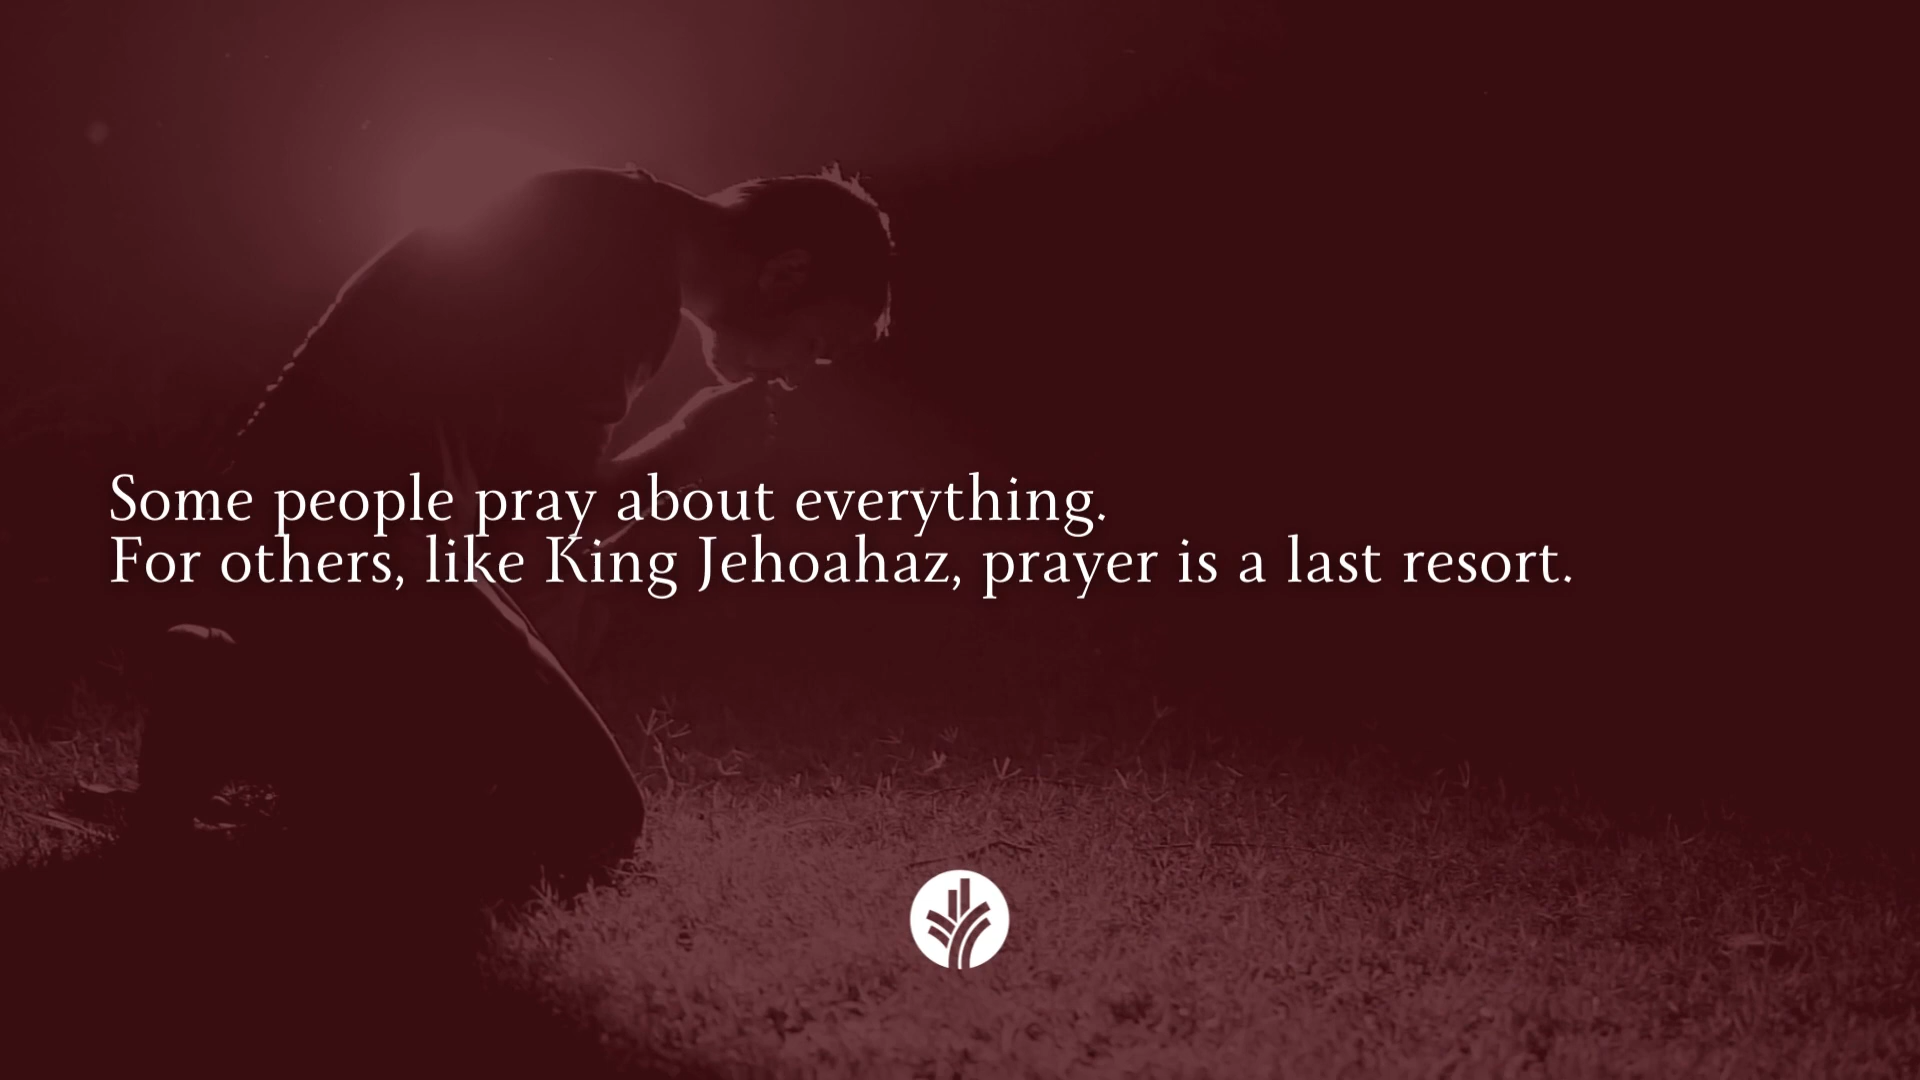 Some people pray about everything.
For others, like King Jehoahaz, prayer is a last resort.